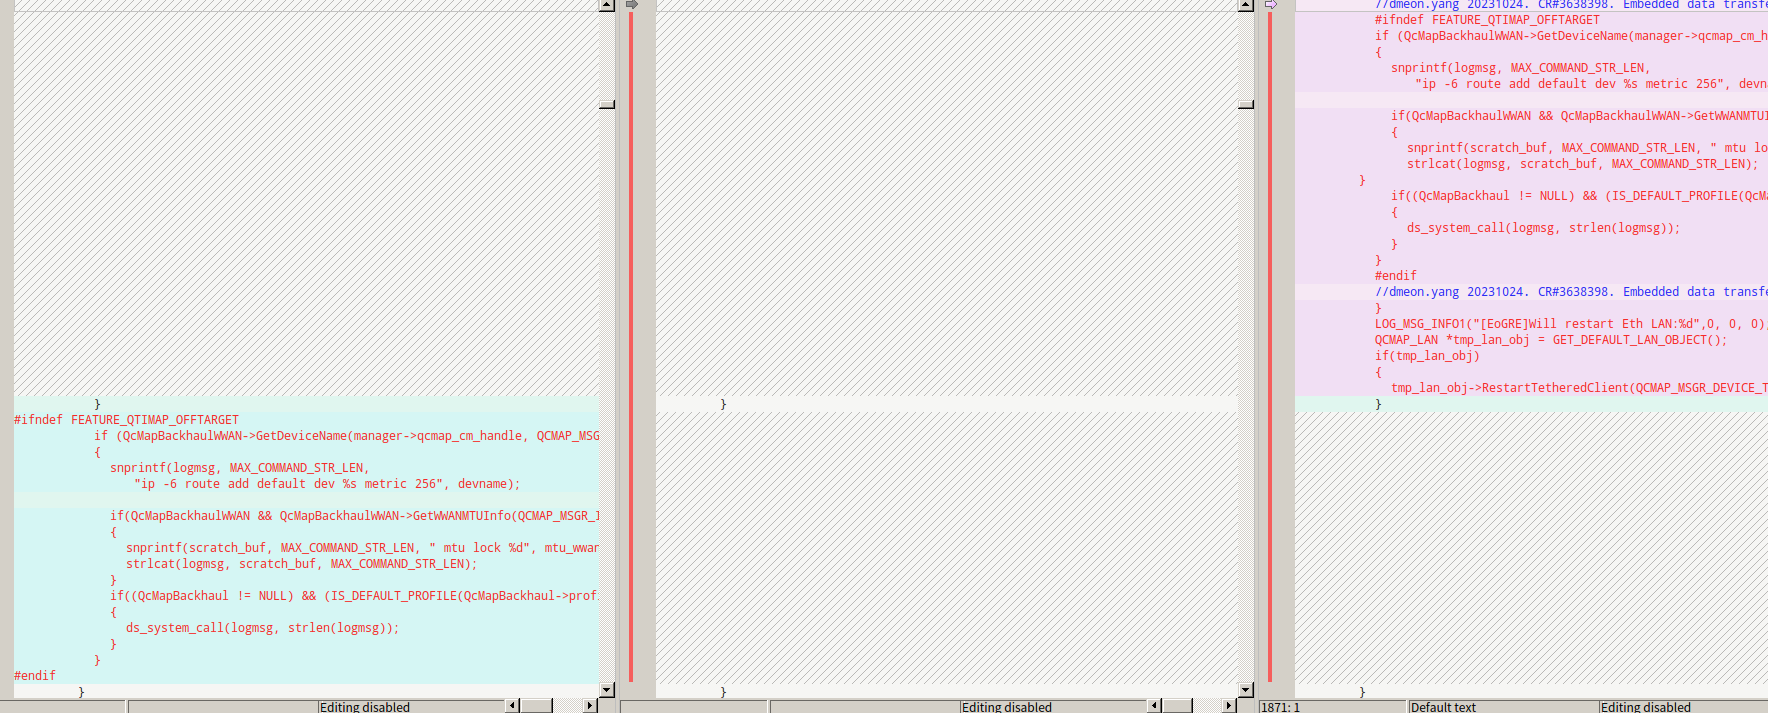 }
#ifndef FEATURE_QTIMAP_OFFTARGET
if (QcMapBackhaulWWAN->GetDeviceName(manager->qcmap_cm_handle, QCMAP_MSG
{
snprintf(logmsg, MAX_COMMAND_STR_LEN,
"ip -6 route add default dev %s metric 256", devname);
if(QcMapBackhaulWWAN && QcMapBackhaulWWAN->GetWWANMTUInfo(QCMAP_MSGR_I
{
snprintf(scratch_buf, MAX_COMMAND_STR_LEN, " mtu lock %d", mtu_wwan
strlcat(logmsg, scratch_buf, MAX_COMMAND_STR_LEN);
}
if((QcMapBackhaul != NULL) && (IS_DEFAULT_PROFILE(QcMapBackhaul->prof
{
ds_system_call(logmsg, strlen(logmsg));
}
}
#endif
}
Editing disabled
}
}
Editing disabled
//dmeon.yang 20231024. CR#3638398. Embedded data transfe
#ifndef FEATURE_QTIMAP_OFFTARGET
if (QcMapBackhaulWWAN->GetDeviceName(manager->qcmap_cm_h
{
snprintf(logmsg, MAX_COMMAND_STR_LEN,
"ip -6 route add default dev %s metric 256", devn
if(QcMapBackhaulWWAN && QcMapBackhaulWWAN->GetWWANMTUI
{
snprintf(scratch_buf, MAX_COMMAND_STR_LEN, " mtu lo
strlcat(logmsg, scratch_buf, MAX_COMMAND_STR_LEN);
}
if((QcMapBackhaul != NULL) && (IS_DEFAULT_PROFILE(QcMa
{
ds_system_call(logmsg, strlen(logmsg));
}
}
#endif
//dmeon.yang 20231024. CR#3638398. Embedded data transfe
}
LOG_MSG_INFO1("[EoGRE]Will restart Eth LAN:%d",0, 0, 0);
QCMAP_LAN *tmp_lan_obj = GET_DEFAULT_LAN_OBJECT();
if(tmp_lan_obj)
{
tmp_lan_obj->RestartTetheredClient(QCMAP_MSGR_DEVICE_T
}
}
1871: 1
Default text
Editing disabled